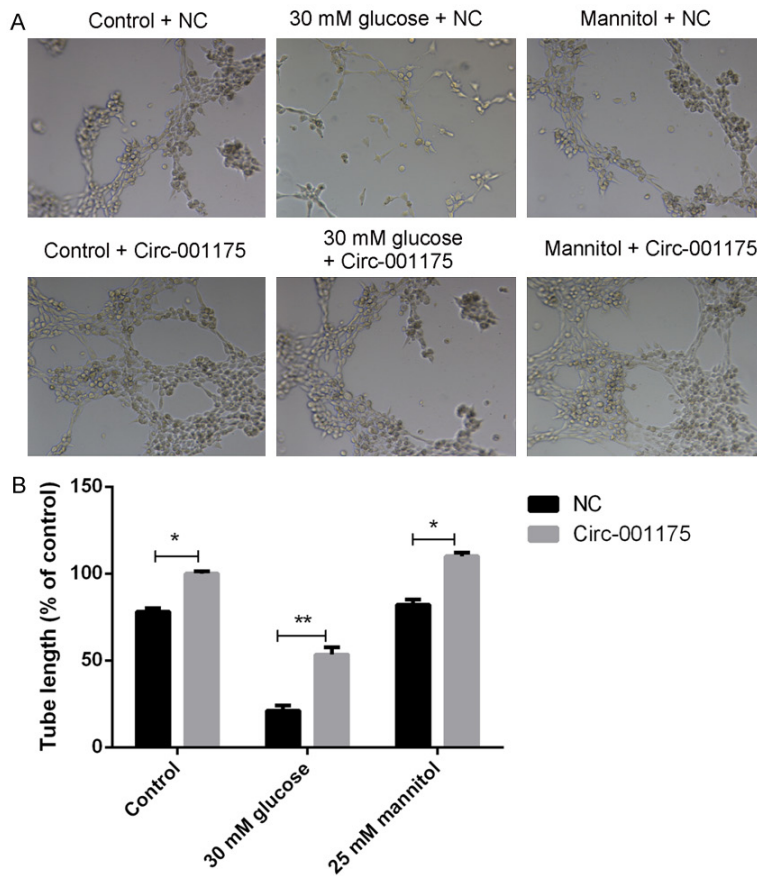 A
Control + NC
30 mM glucose + NC
Mannitol + NC
Control + Circ-001175
30 mM glucose
+ Circ-001175
Mannitol + Circ-001175
B
Tube length (% of control)
150
100
50
0
*
**
*
Control
30 mM glucose
25 mM mannitol
NC
Circ-001175